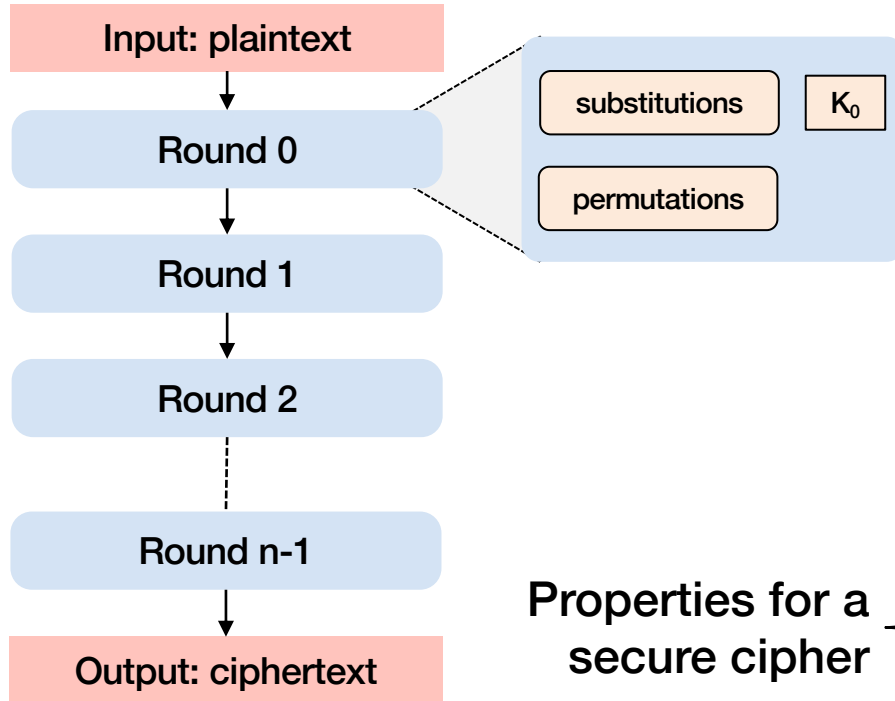 Input: plaintext
Round 0
substitutions
K₀
permutations
Round 1
Round 2
Round n-1
Output: ciphertext
Properties for a
secure cipher